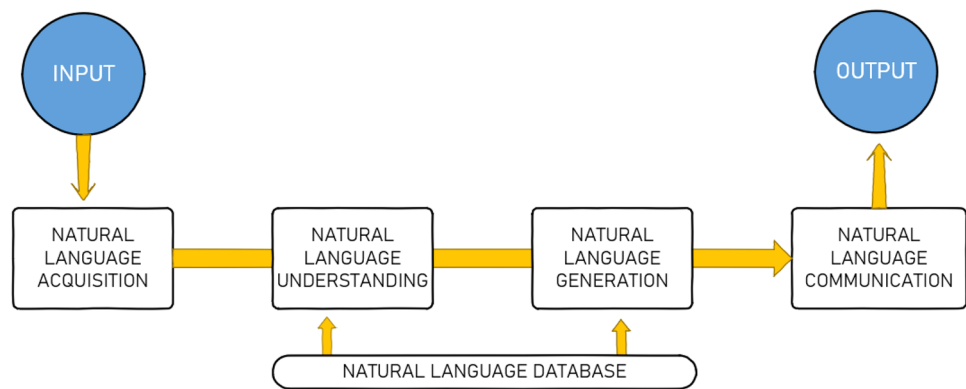 INPUT
OUTPUT
NATURAL
LANGUAGE
ACQUISITION
NATURAL
LANGUAGE
UNDERSTANDING
NATURAL
LANGUAGE
GENERATION
NATURAL
LANGUAGE
COMMUNICATION
NATURAL LANGUAGE DATABASE